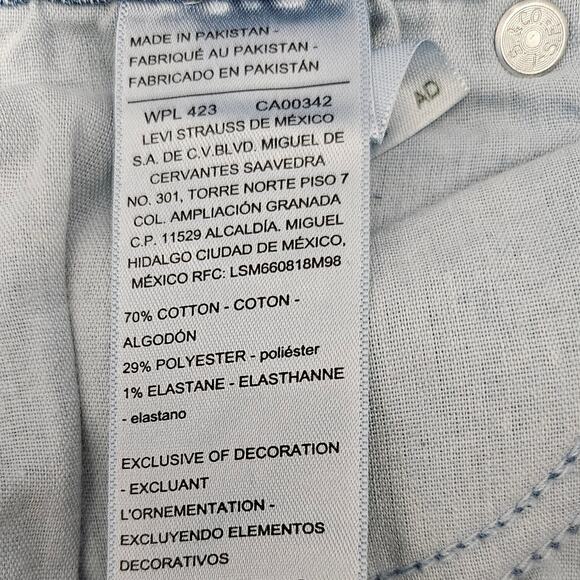 MADE IN PAKISTAN -
FABRIQUÉ AU PAKISTAN -
FABRICADO EN PAKISTÁN
WPL 423 CA00342
LEVI STRAUSS DE MÉXICO
S.A. DE C.V.BLVD. MIGUEL DE
CERVANTES SAAVEDRA
NO. 301, TORRE NORTE PISO 7
COL. AMPLIACIÓN GRANADA
C.P. 11529 ALCALDÍA. MIGUEL
HIDALGO CIUDAD DE MÉXICO,
MÉXICO RFC: LSM660818M98
70% COTTON - COTON -
ALGODÓN
29% POLYESTER - poliéster
1% ELASTANE - ELASTHANNE
- elastano
EXCLUSIVE OF DECORATION
- EXCLUANT
L'ORNEMENTATION -
EXCLUYENDO ELEMENTOS
DECORATIVOS
AD